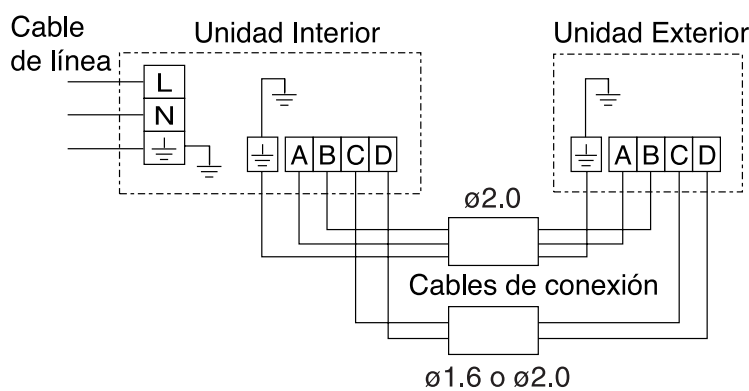 Cable
de línea
Unidad Interior
Unidad Exterior
L
N
A B C D
A B C D
ø2.0
Cables de conexión
ø1.6 o ø2.0